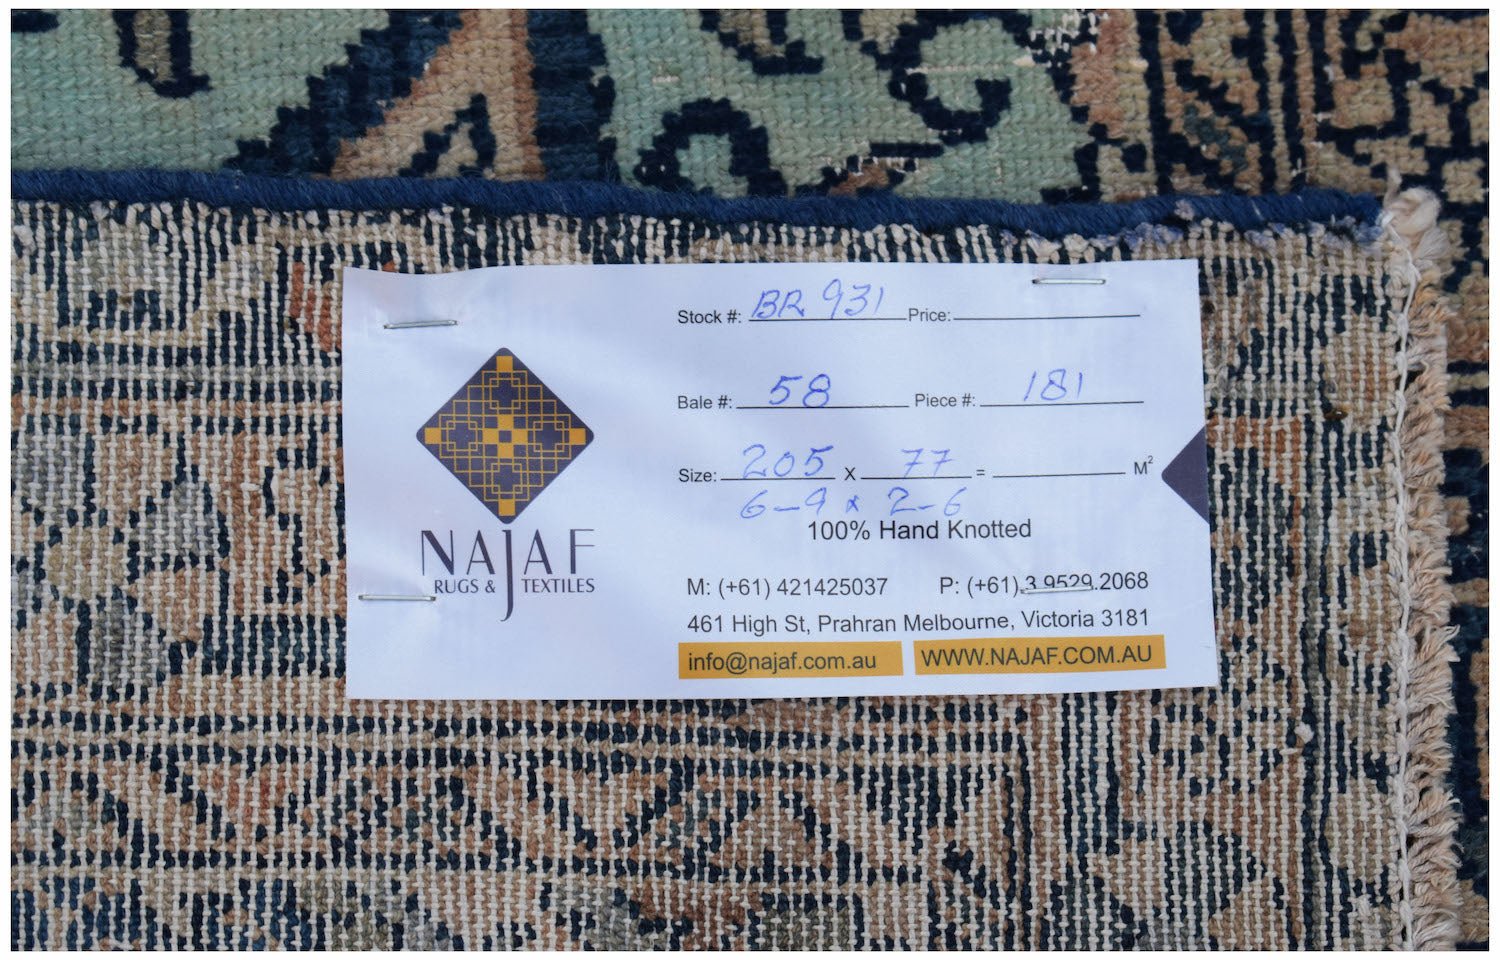 Stock #: BR 931 Price:
Bale #: 58 Piece #: 181
Size: 205 x 77 = M²
6-9 x 2-6
100% Hand Knotted
NAJAF
RUGS & TEXTILES
M: (+61) 421425037 P: (+61) 3 9529.2068
461 High St, Prahran Melbourne, Victoria 3181
info@najaf.com.au WWW.NAJAF.COM.AU